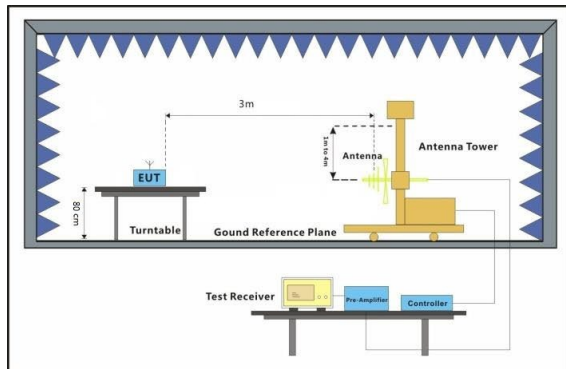 3m
1m to 4m
Antenna
Antenna Tower
EUT
80 cm
Turntable
Gound Reference Plane
Test Receiver
Pre-Amplifier
Controller